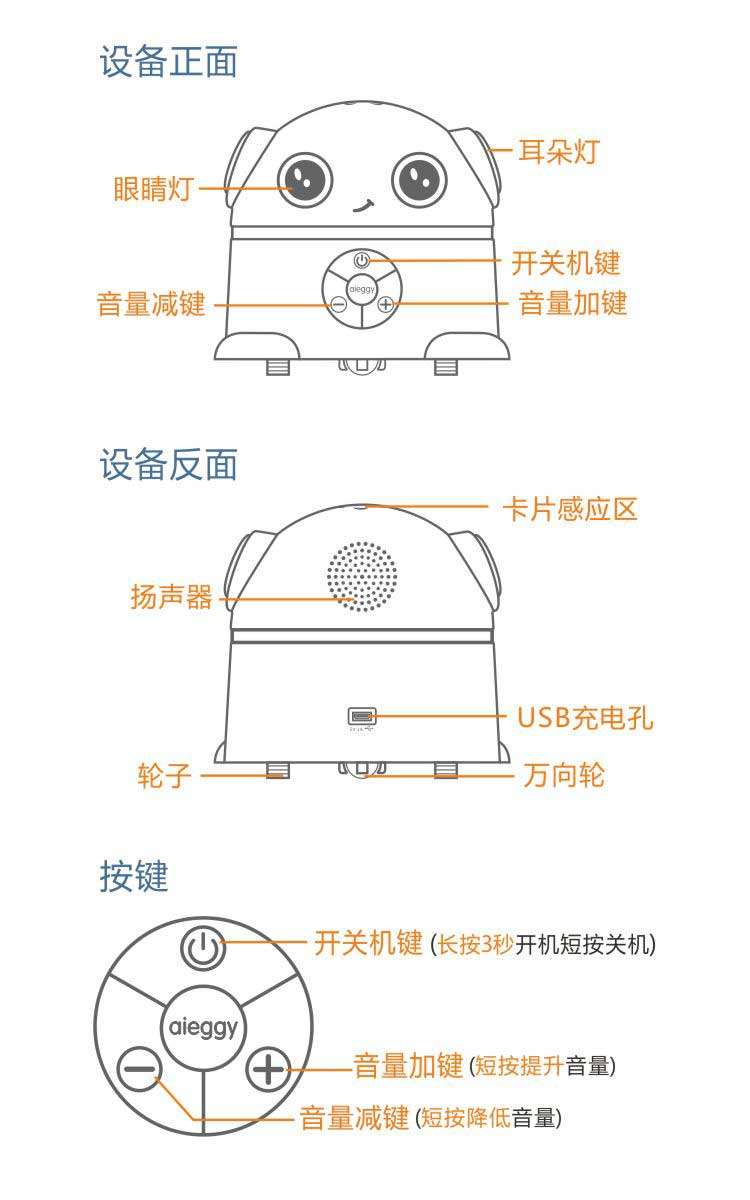 设备正面
耳朵灯
眼睛灯
开关机键
aieggy
音量减键
音量加键
设备反面
卡片感应区
扬声器
USB充电孔
轮子
万向轮
按键
开关机键 (长按3秒开机短按关机)
aieggy
音量加键 (短按提升音量)
音量减键 (短按降低音量)